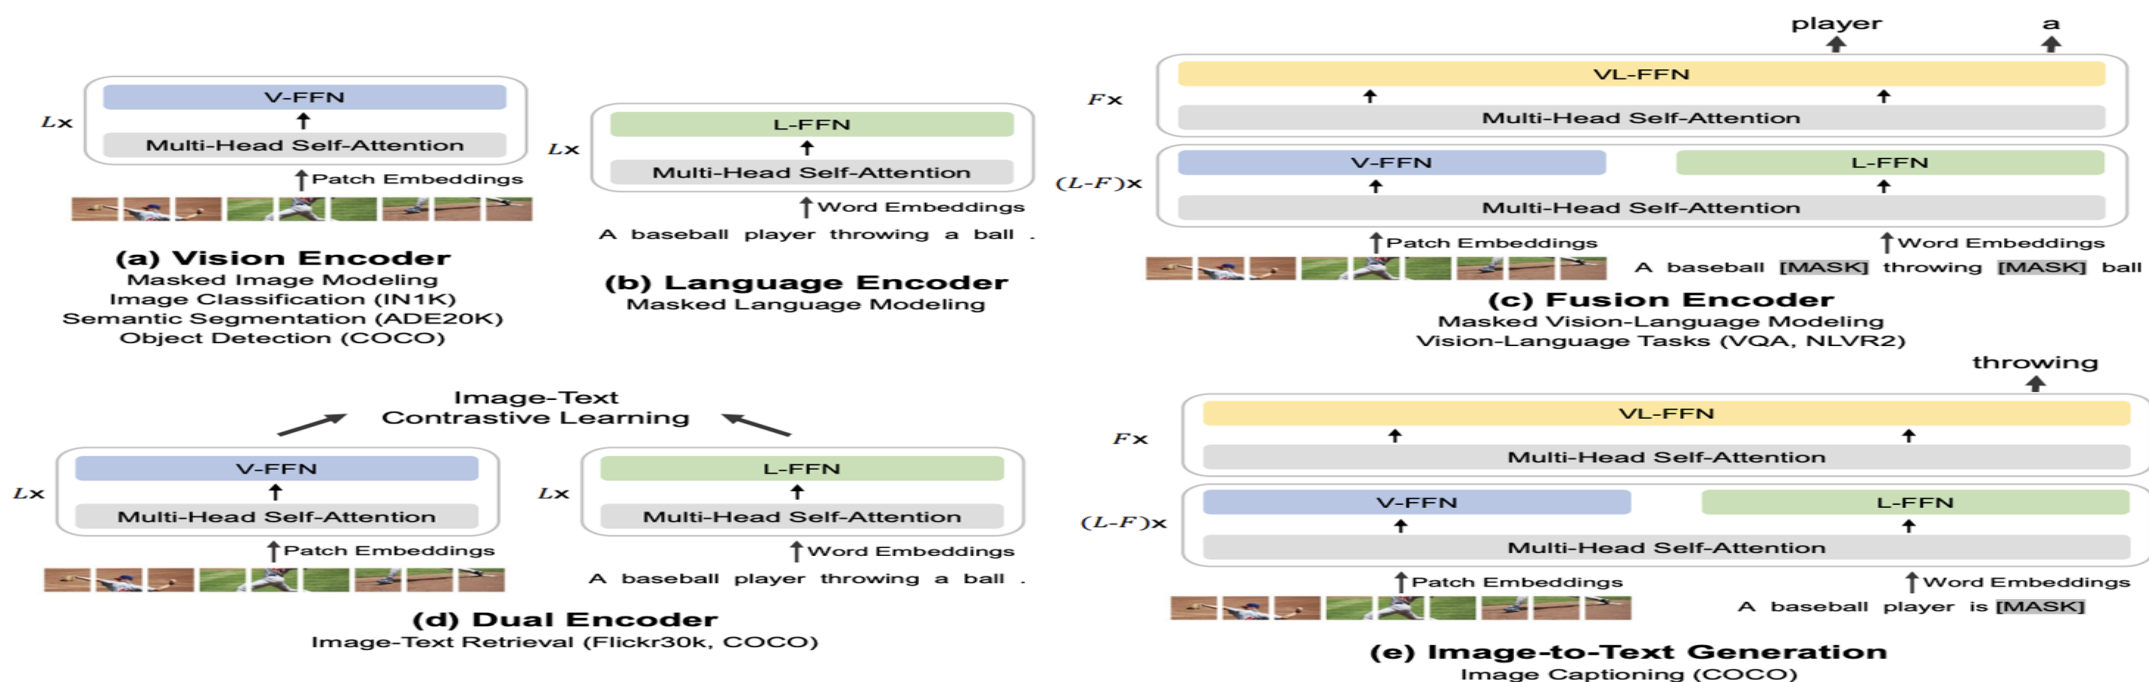 V-FFN
Lx
Multi-Head Self-Attention
Patch Embeddings
(a) Vision Encoder
Masked Image Modeling
Image Classification (IN1K)
Semantic Segmentation (ADE20K)
Object Detection (COCO)
L-FFN
Lx
Multi-Head Self-Attention
Word Embeddings
A baseball player throwing a ball .
(b) Language Encoder
Masked Language Modeling
player a
VL-FFN
Fx
Multi-Head Self-Attention
V-FFN L-FFN
(L-F)x
Multi-Head Self-Attention
Patch Embeddings Word Embeddings
A baseball [MASK] throwing [MASK] ball
(c) Fusion Encoder
Masked Vision-Language Modeling
Vision-Language Tasks (VQA, NLVR2)
Image-Text
Contrastive Learning
V-FFN L-FFN
Lx Lx
Multi-Head Self-Attention Multi-Head Self-Attention
Patch Embeddings Word Embeddings
A baseball player throwing a ball .
(d) Dual Encoder
Image-Text Retrieval (Flickr30k, COCO)
throwing
VL-FFN
Fx
Multi-Head Self-Attention
V-FFN L-FFN
(L-F)x
Multi-Head Self-Attention
Patch Embeddings Word Embeddings
A baseball player is [MASK]
(e) Image-to-Text Generation
Image Captioning (COCO)